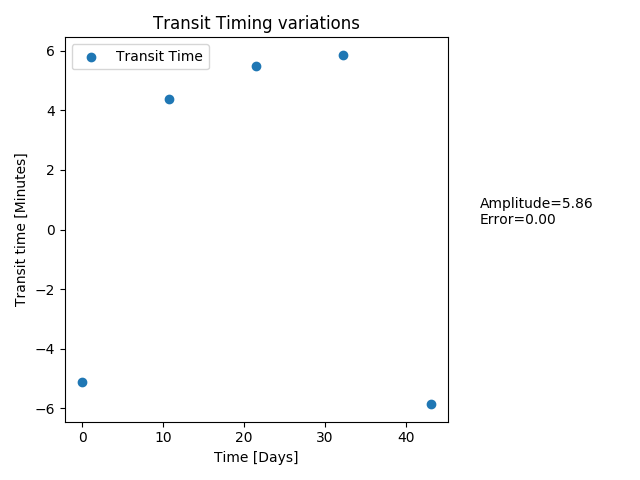 Transit Timing variations
Transit Time
Transit time [Minutes]
6
4
2
0
−2
−4
−6
Amplitude=5.86
Error=0.00
0 10 20 30 40
Time [Days]